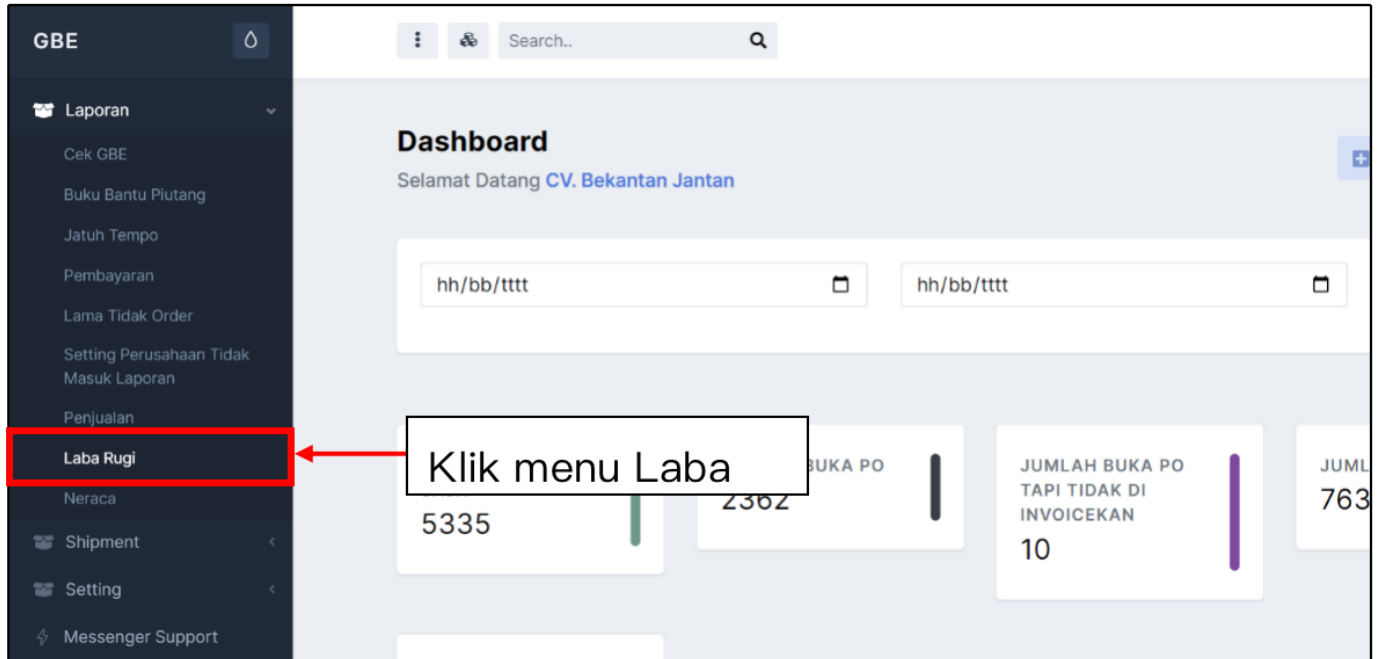 GBE
Search..
Laporan
Cek GBE
Buku Bantu Piutang
Jatuh Tempo
Pembayaran
Lama Tidak Order
Setting Perusahaan Tidak
Masuk Laporan
Penjualan
Laba Rugi
Neraca
Shipment
Setting
Messenger Support
Dashboard
Selamat Datang CV. Bekantan Jantan
hh/bb/tttt
hh/bb/tttt
Klik menu Laba
5335
BUKA PO
2362
JUMLAH BUKA PO
TAPI TIDAK DI
INVOICEKAN
10
JUML
763